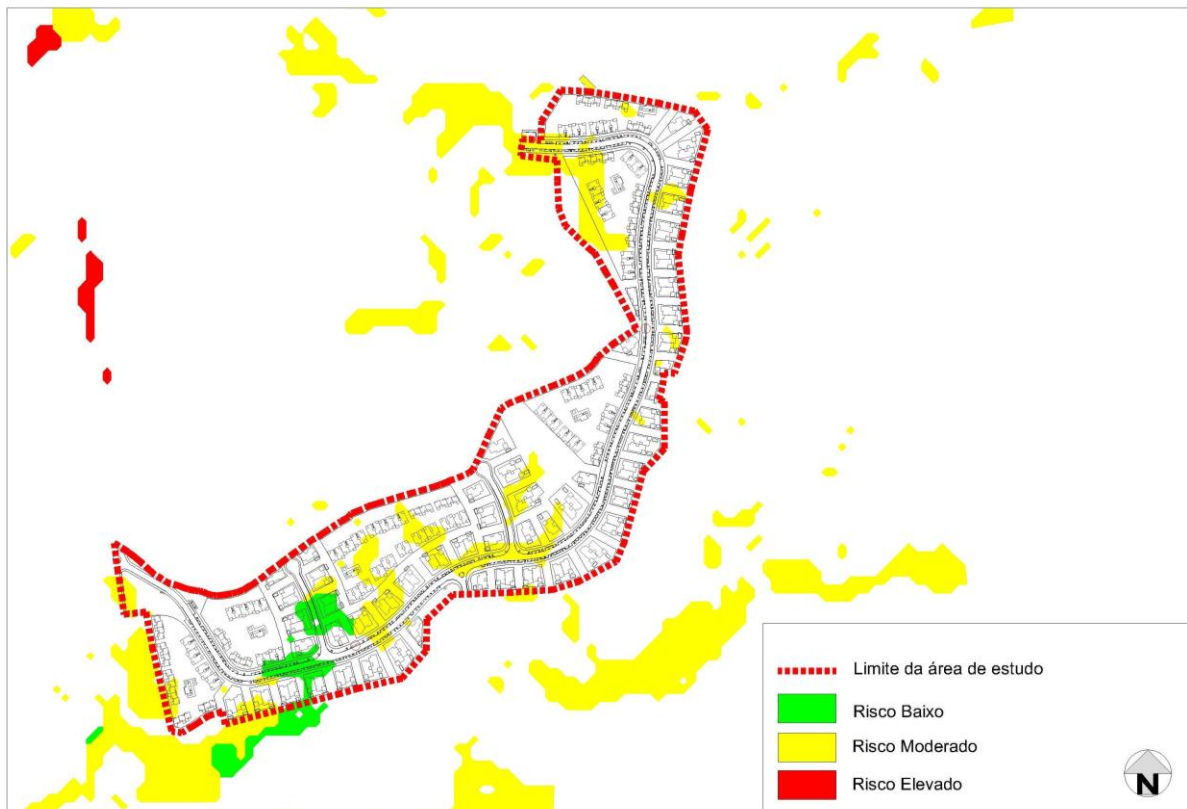 Limite da área de estudo
Risco Baixo
Risco Moderado
Risco Elevado
N